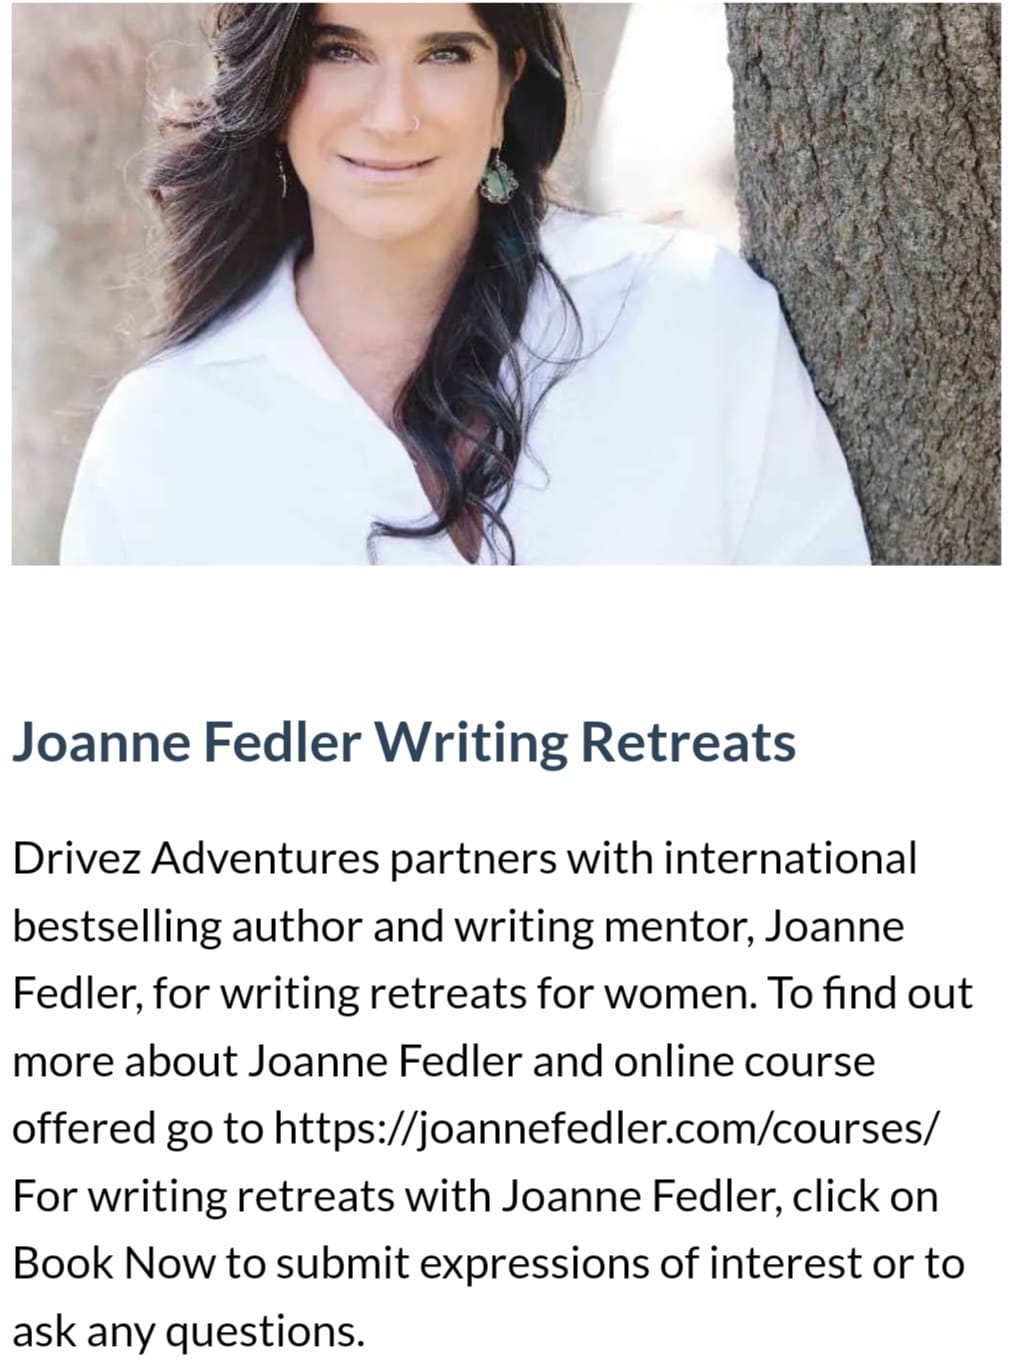 Joanne Fedler Writing Retreats
Drivez Adventures partners with international
bestselling author and writing mentor, Joanne
Fedler, for writing retreats for women. To find out
more about Joanne Fedler and online course
offered go to https://joannefedler.com/courses/
For writing retreats with Joanne Fedler, click on
Book Now to submit expressions of interest or to
ask any questions.